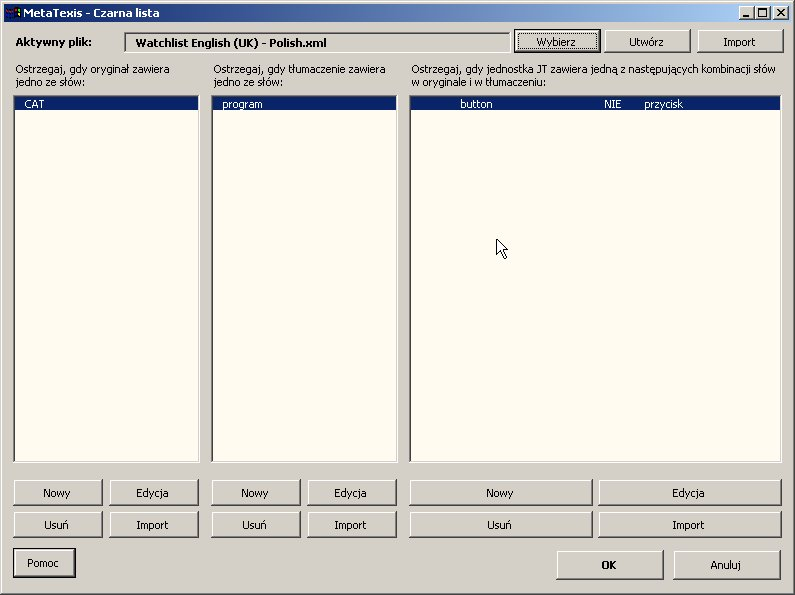 MetaTexis - Czarna lista
Aktywny plik:
Watchlist English (UK) - Polish.xml
Wybierz
Utwórz
Import
Ostrzegaj, gdy oryginał zawiera
jedno ze słów:
Ostrzegaj, gdy tłumaczenie zawiera
jedno ze słów:
Ostrzegaj, gdy jednostka JT zawiera jedną z następujących kombinacji słów
w oryginale i w tłumaczeniu:
CAT
program
button NIE przycisk
Nowy
Edycja
Nowy
Edycja
Nowy
Edycja
Usuń
Import
Usuń
Import
Usuń
Import
Pomoc
OK
Anuluj